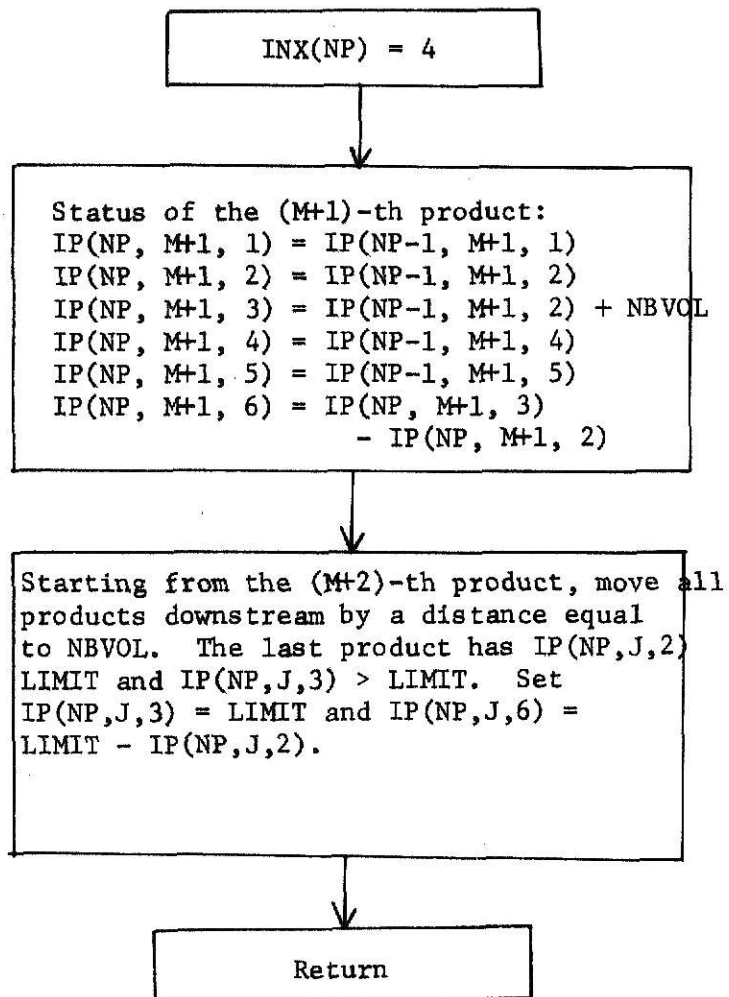 INX(NP) = 4
Status of the (M+1)-th product:
IP(NP, M+1, 1) = IP(NP-1, M+1, 1)
IP(NP, M+1, 2) = IP(NP-1, M+1, 2)
IP(NP, M+1, 3) = IP(NP-1, M+1, 2) + NBVOL
IP(NP, M+1, 4) = IP(NP-1, M+1, 4)
IP(NP, M+1, 5) = IP(NP-1, M+1, 5)
IP(NP, M+1, 6) = IP(NP, M+1, 3)
- IP(NP, M+1, 2)
Starting from the (M+2)-th product, move all
products downstream by a distance equal
to NBVOL. The last product has IP(NP,J,2)
LIMIT and IP(NP,J,3) > LIMIT. Set
IP(NP,J,3) = LIMIT and IP(NP,J,6) =
LIMIT - IP(NP,J,2).
Return